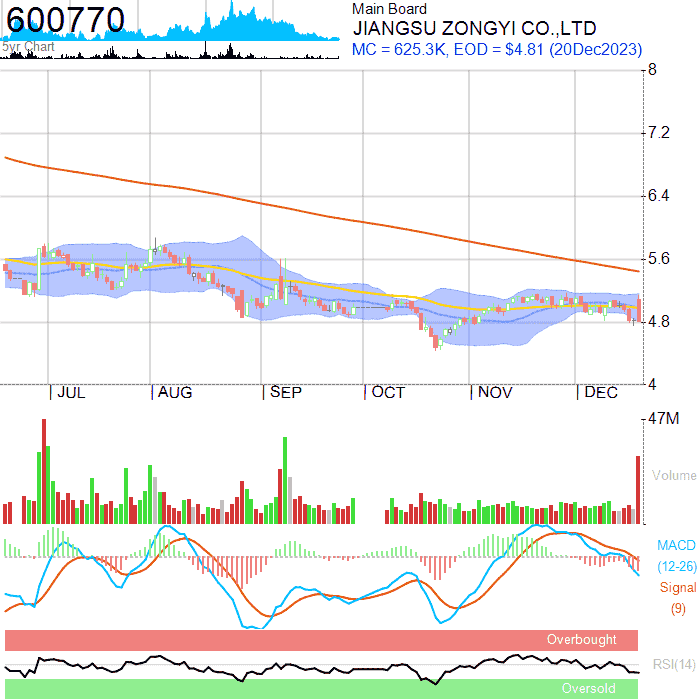 600770
5yr Chart
Main Board
JIANGSU ZONGYI CO.,LTD
MC = 625.3K, EOD = $4.81 (20Dec2023)
8
7.2
6.4
5.6
4.8
4
JUL AUG SEP OCT NOV DEC
47M
Volume
MACD
(12-26)
Signal
(9)
Overbought
RSI(14)
Oversold